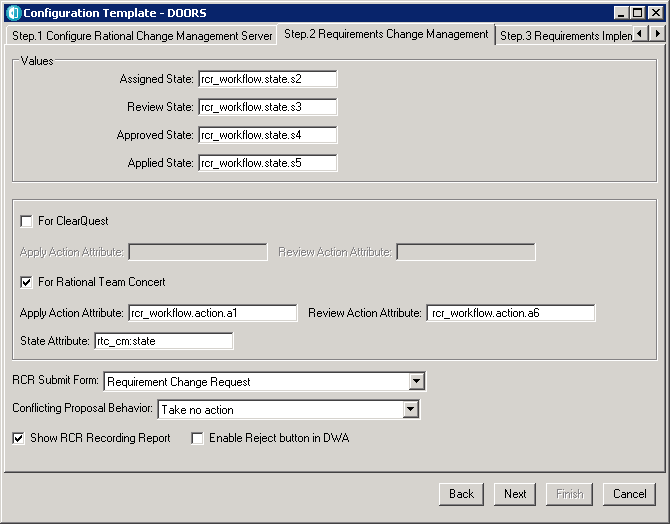 Configuration Template - DOORS
Step.1 Configure Rational Change Management Server Step.2 Requirements Change Management Step.3 Requirements Implem
Values
Assigned State: rcr_workflow.state.s2
Review State: rcr_workflow.state.s3
Approved State: rcr_workflow.state.s4
Applied State: rcr_workflow.state.s5
For ClearQuest
Apply Action Attribute: Review Action Attribute:
For Rational Team Concert
Apply Action Attribute: rcr_workflow.action.a1 Review Action Attribute: rcr_workflow.action.a6
State Attribute: rtc_cm:state
RCR Submit Form: Requirement Change Request
Conflicting Proposal Behavior: Take no action
Show RCR Recording Report Enable Reject button in DWA
Back Next Finish Cancel